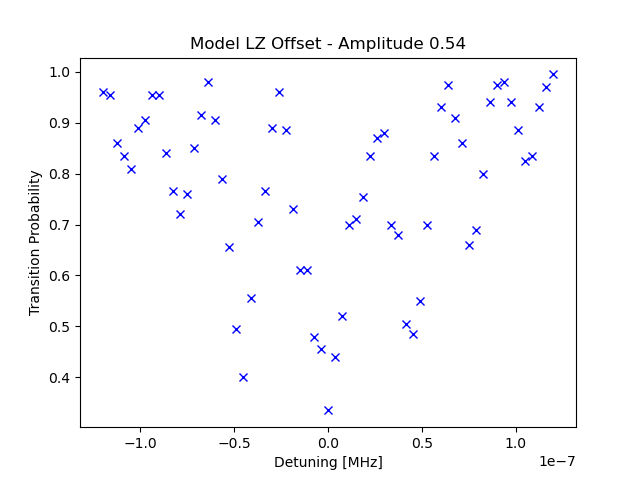 Model LZ Offset - Amplitude 0.54
Transition Probability
1.0
0.9
0.8
0.7
0.6
0.5
0.4
−1.0 −0.5 0.0 0.5 1.0
1e−7
Detuning [MHz]